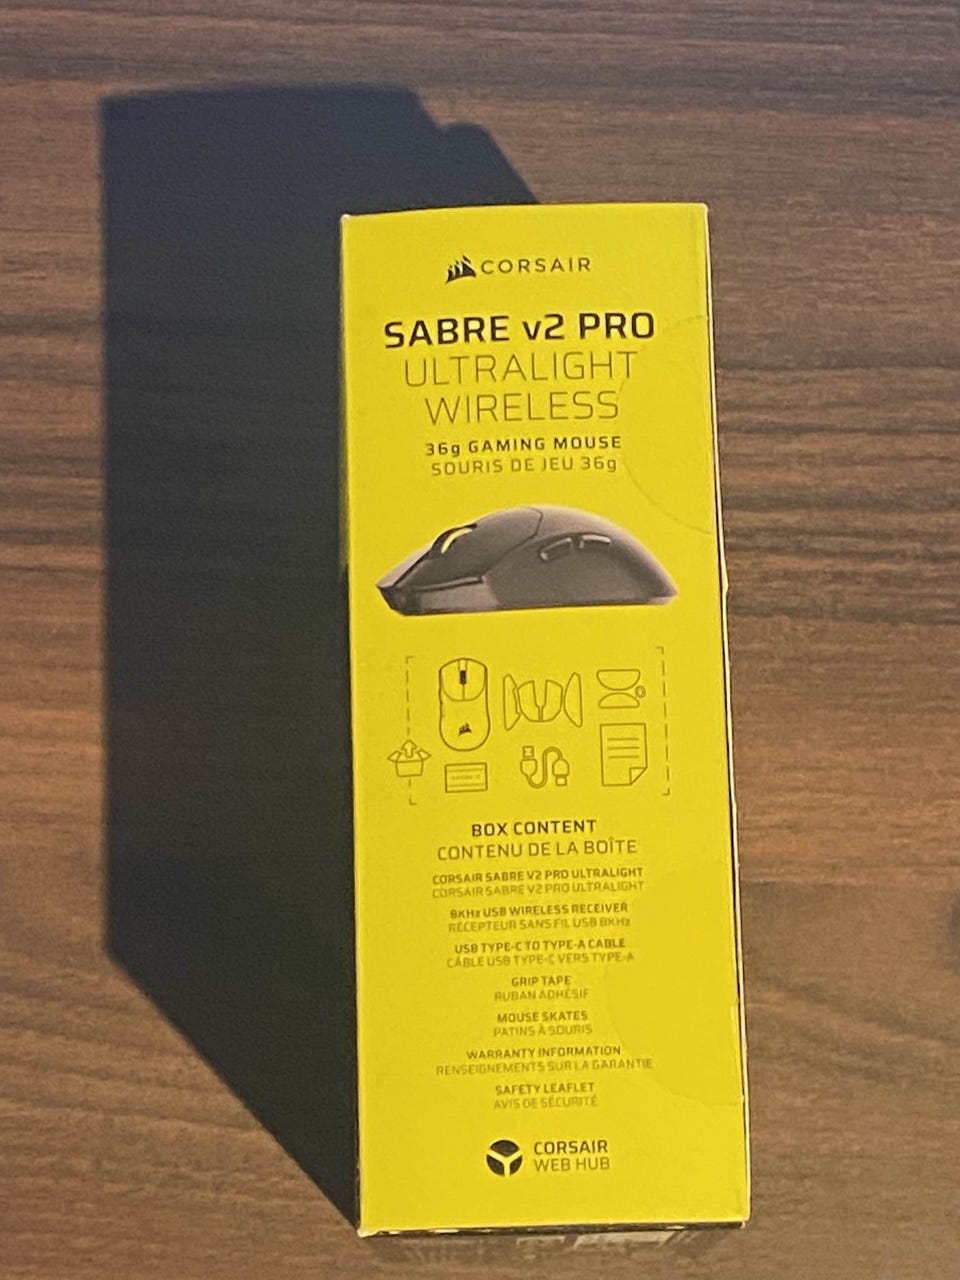 CORSAIR
SABRE v2 PRO
ULTRALIGHT
WIRELESS
36g GAMING MOUSE
SOURIS DE JEU 36g
BOX CONTENT
CONTENU DE LA BOÎTE
CORSAIR SABRE V2 PRO ULTRALIGHT
CORSAIR SABRE V2 PRO ULTRALIGHT
8KHz USB WIRELESS RECEIVER
RÉCEPTEUR SANS FIL USB 8KHz
USB TYPE-C TO TYPE-A CABLE
CÂBLE USB TYPE-C VERS TYPE-A
GRIP TAPE
RUBAN ADHÉSIF
MOUSE SKATES
PATINS À SOURIS
WARRANTY INFORMATION
RENSEIGNEMENTS SUR LA GARANTIE
SAFETY LEAFLET
AVIS DE SÉCURITÉ
CORSAIR
WEB HUB